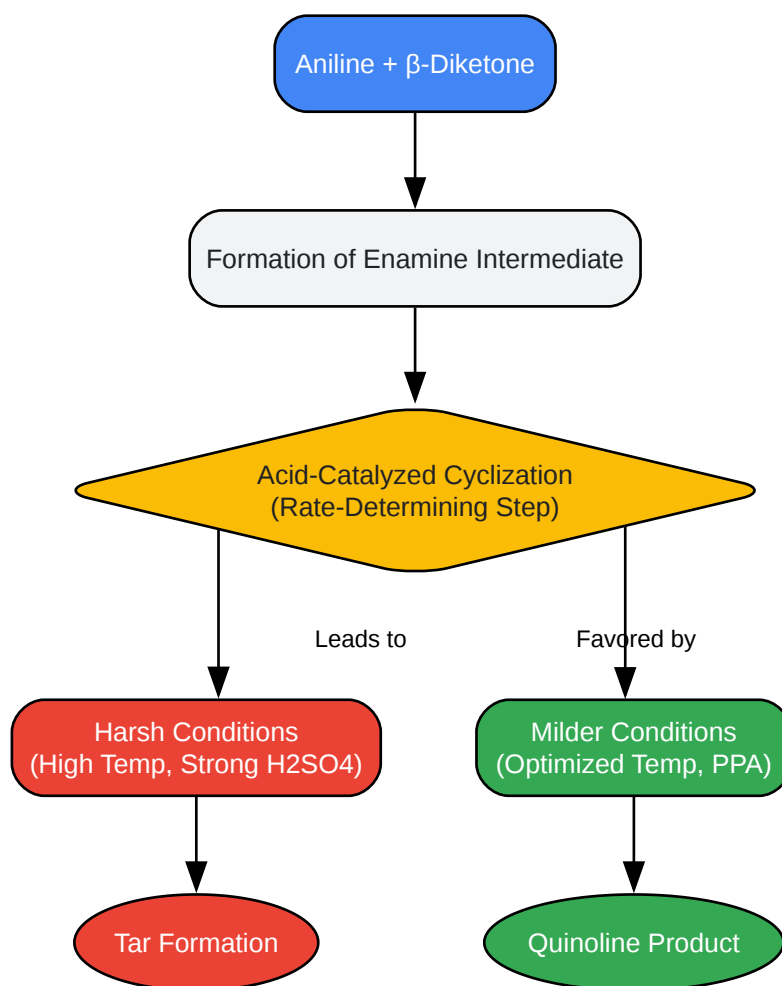 Aniline + β-Diketone
Formation of Enamine Intermediate
Acid-Catalyzed Cyclization
(Rate-Determining Step)
Leads to
Favored by
Harsh Conditions
(High Temp, Strong H2SO4)
Milder Conditions
(Optimized Temp, PPA)
Tar Formation
Quinoline Product